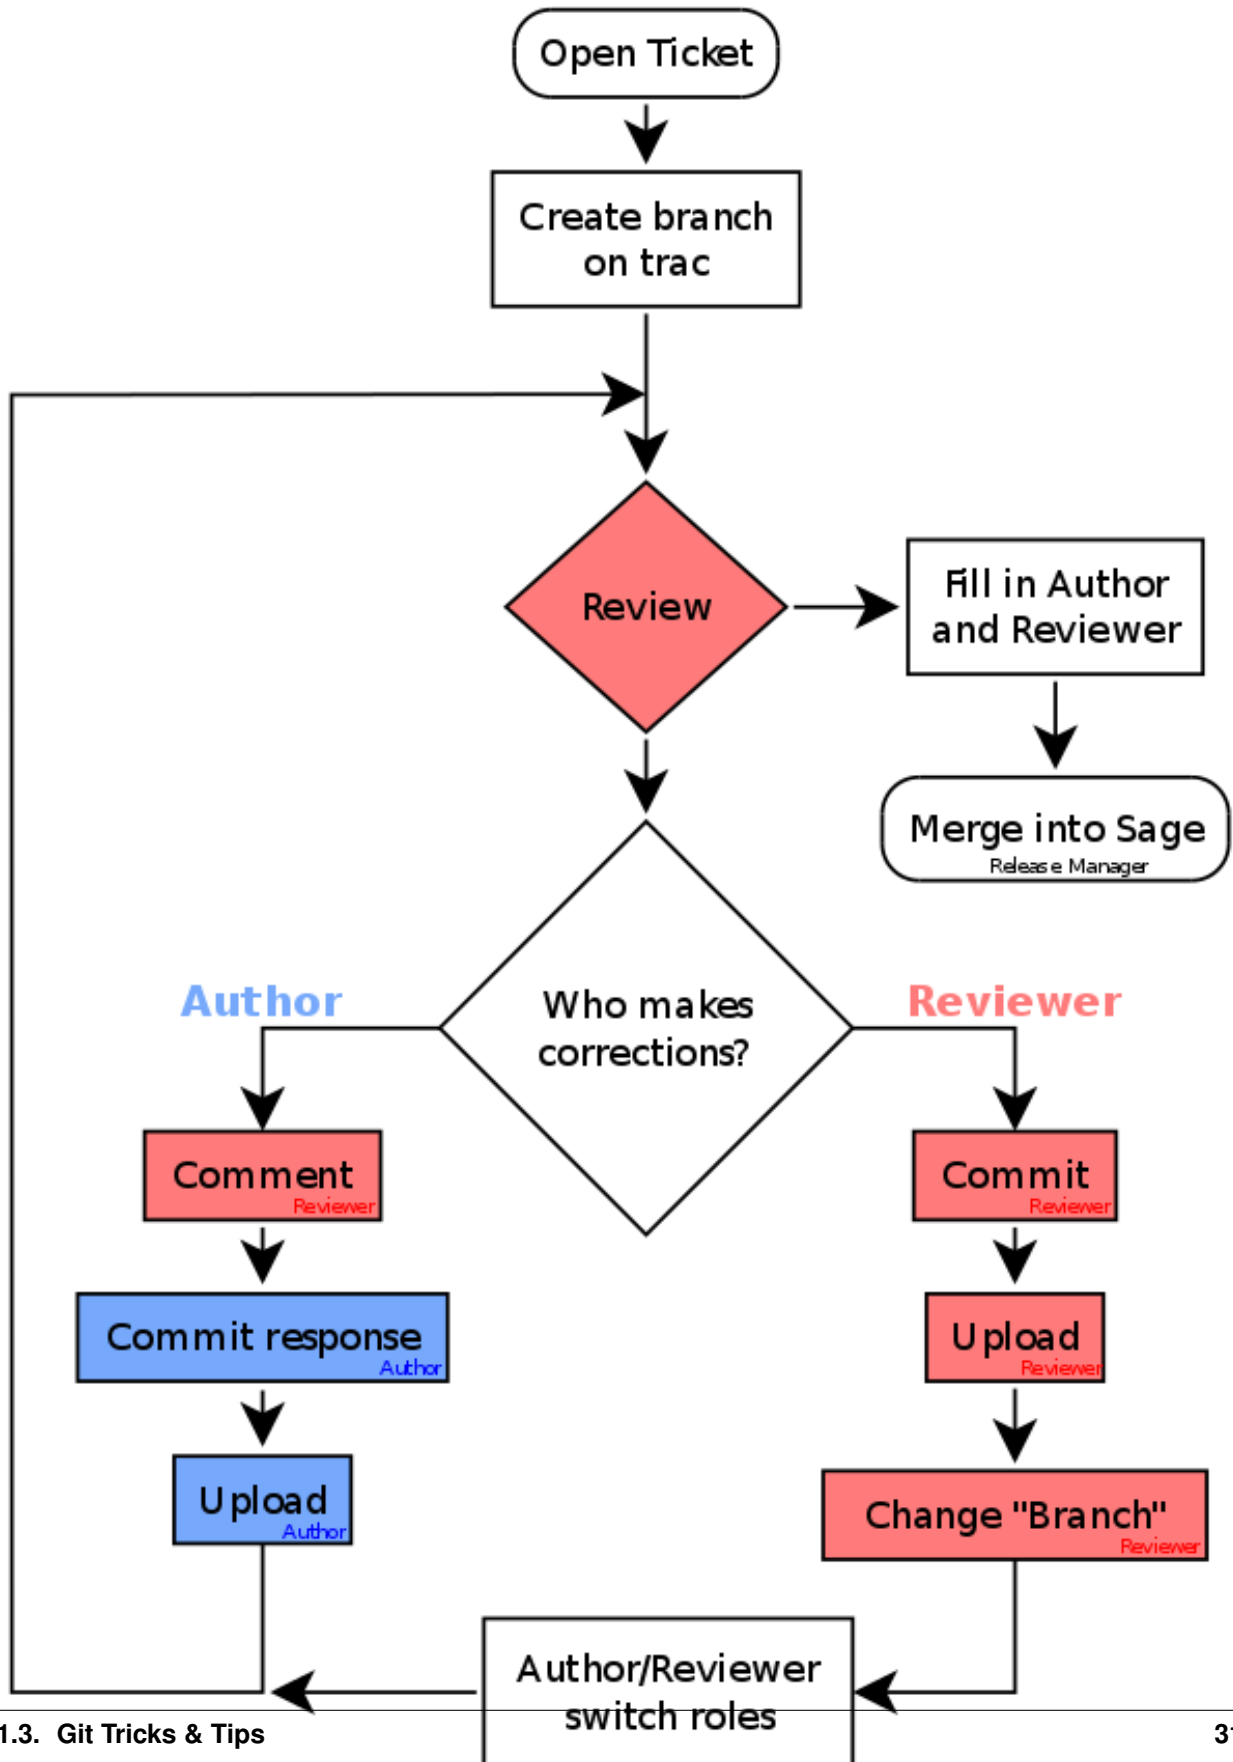 Open Ticket
Create branch
on trac
Review
Fill in Author
and Reviewer
Merge into Sage
Release Manager
Author
Reviewer
Who makes
corrections?
Comment
Reviewer
Commit
Reviewer
Commit response
Author
Upload
Reviewer
Upload
Author
Change "Branch"
Reviewer
Author/Reviewer
switch roles
1.3. Git Tricks & Tips
31